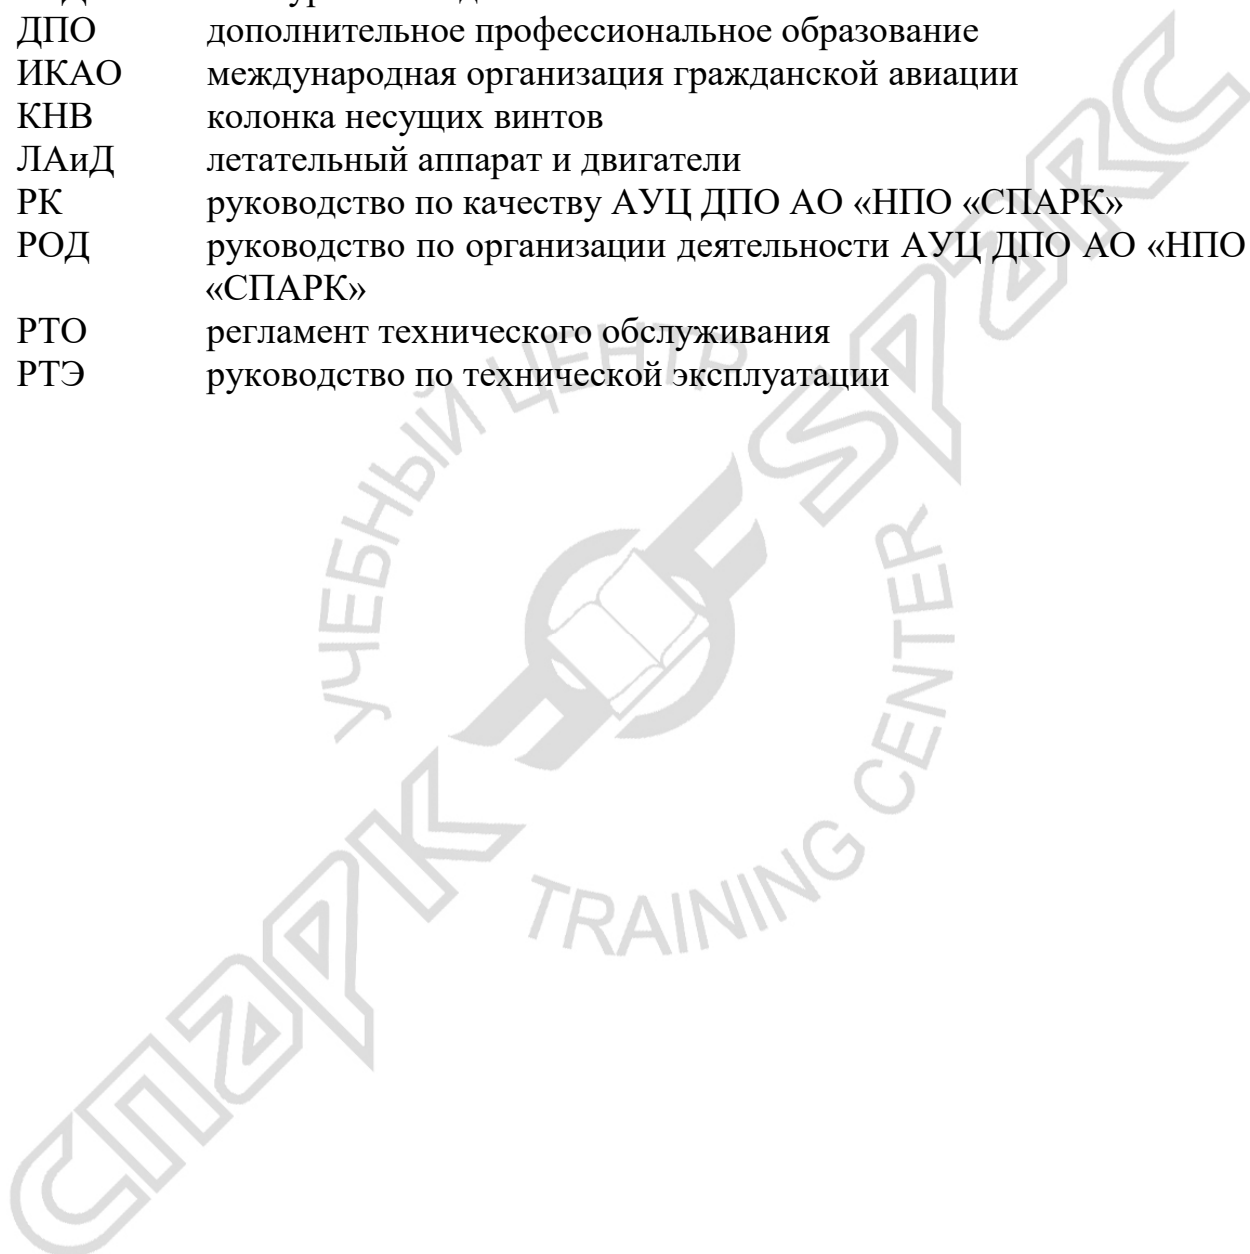 ДПО дополнительное профессиональное образование
ИКАО международная организация гражданской авиации
КНВ колонка несущих винтов
ЛАиД летательный аппарат и двигатели
РК руководство по качеству АУЦ ДПО АО «НПО «СПАРК»
РОД руководство по организации деятельности АУЦ ДПО АО «НПО
«СПАРК»
РТО регламент технического обслуживания
РТЭ руководство по технической эксплуатации
УЧЕБНЫЙ ЦЕНТР
СПАРК SPARC
TRAINING CENTER